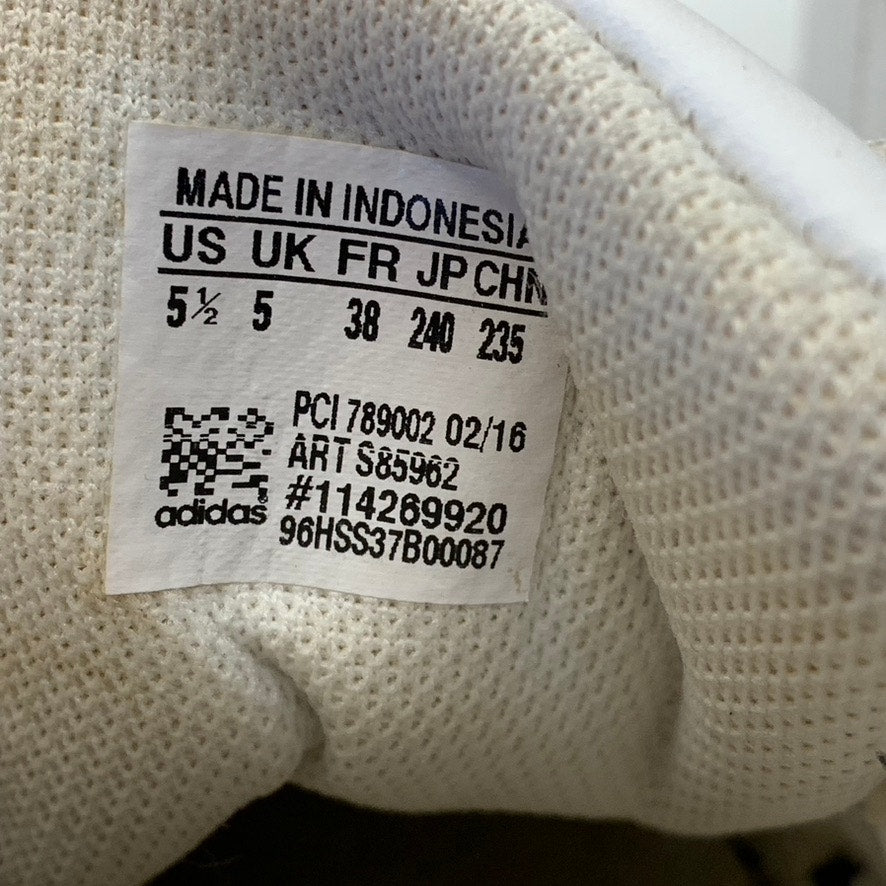 MADE IN INDONESIA
US UK FR JP CHN
5½ 5 38 240 235
PCI 789002 02/16
ART S85962
#114269920
96HSS37B00087
adidas®